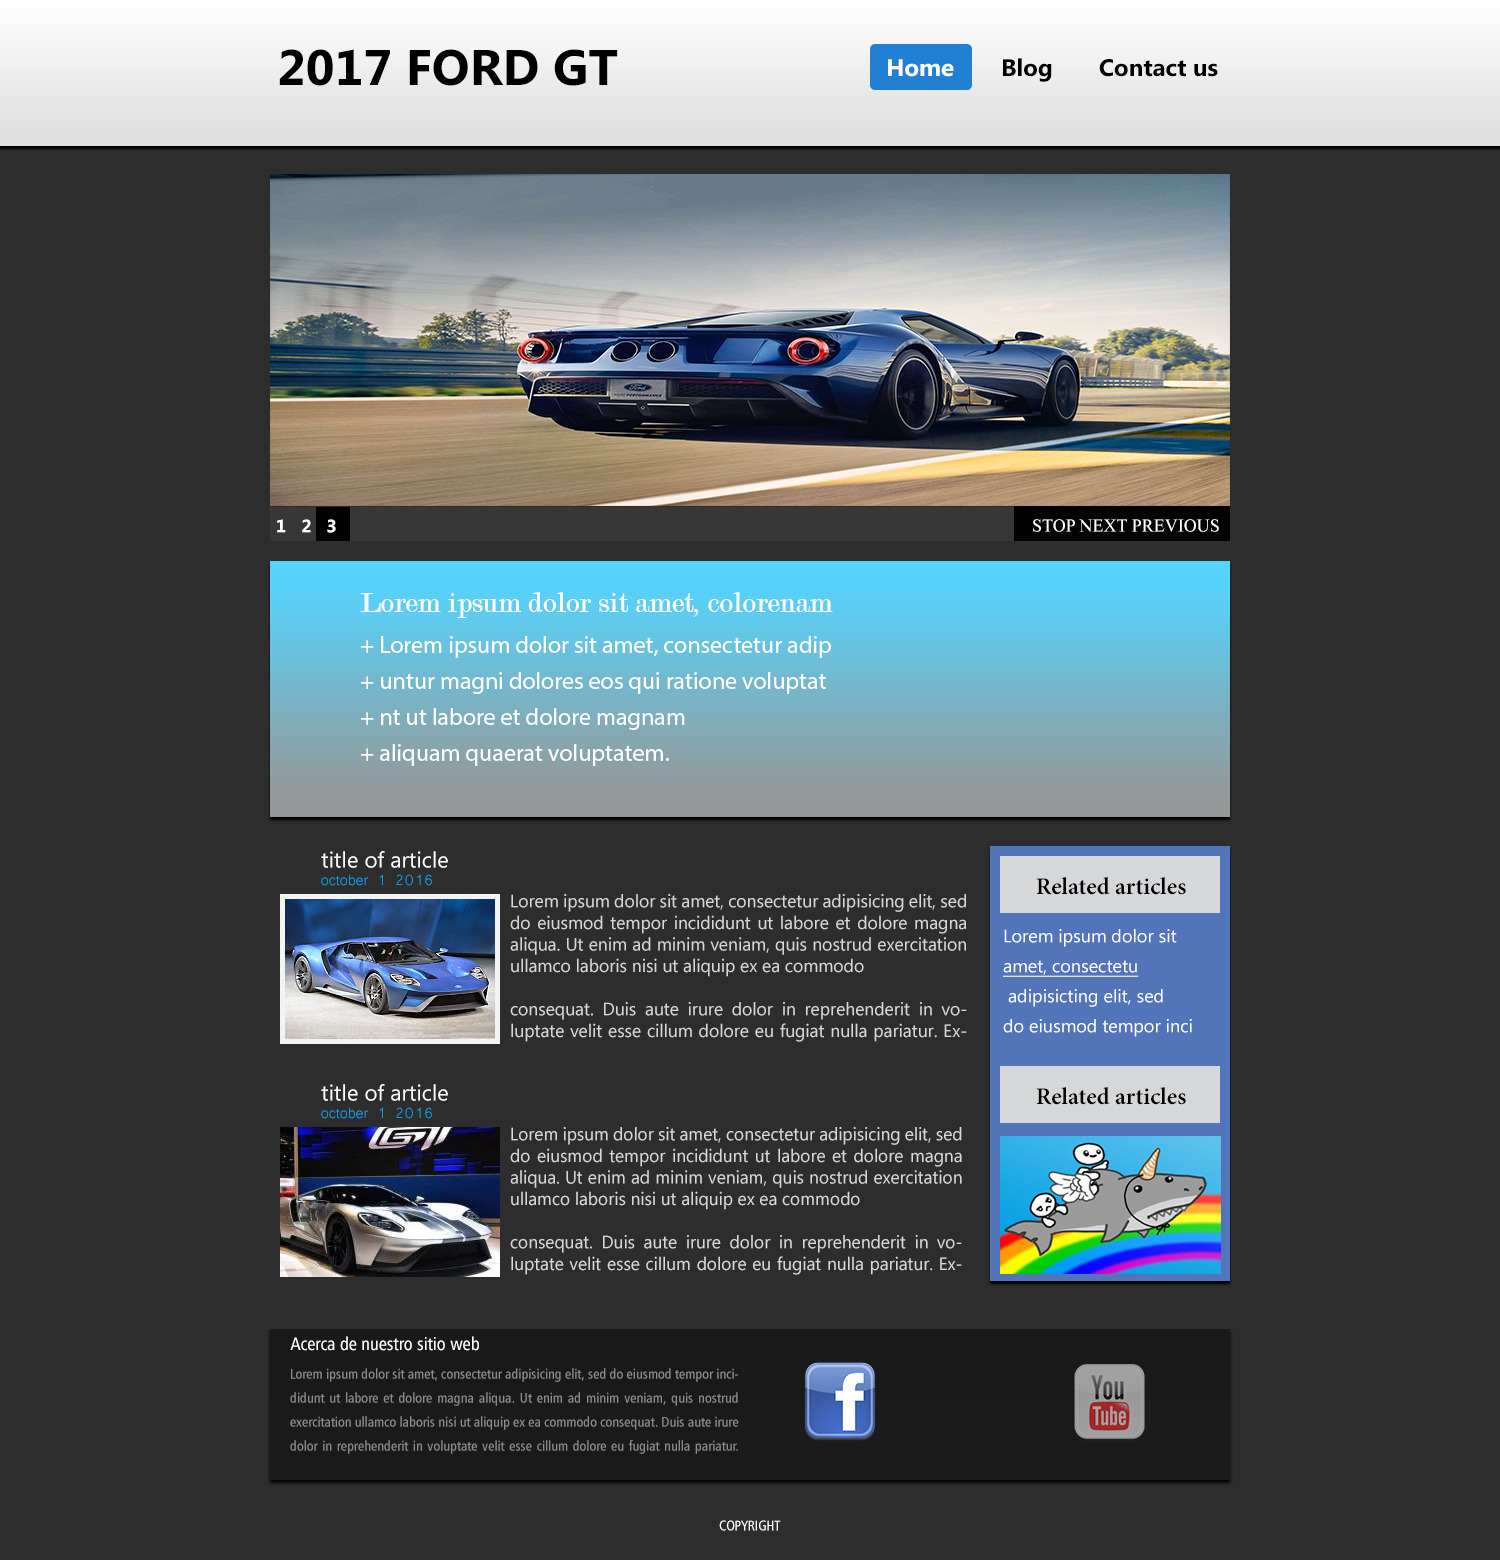 2017 FORD GT
Home Blog Contact us
Ford
PERFORMANCE
1 2 3
STOP NEXT PREVIOUS
Lorem ipsum dolor sit amet, colorenam
+ Lorem ipsum dolor sit amet, consectetur adip
+ untur magni dolores eos qui ratione voluptat
+ nt ut labore et dolore magnam
+ aliquam quaerat voluptatem.
title of article
october 1 2016
Lorem ipsum dolor sit amet, consectetur adipisicing elit, sed
do eiusmod tempor incididunt ut labore et dolore magna
aliqua. Ut enim ad minim veniam, quis nostrud exercitation
ullamco laboris nisi ut aliquip ex ea commodo
consequat. Duis aute irure dolor in reprehenderit in vo-
luptate velit esse cillum dolore eu fugiat nulla pariatur. Ex-
title of article
october 1 2016
GT
Lorem ipsum dolor sit amet, consectetur adipisicing elit, sed
do eiusmod tempor incididunt ut labore et dolore magna
aliqua. Ut enim ad minim veniam, quis nostrud exercitation
ullamco laboris nisi ut aliquip ex ea commodo
consequat. Duis aute irure dolor in reprehenderit in vo-
luptate velit esse cillum dolore eu fugiat nulla pariatur. Ex-
Related articles
Lorem ipsum dolor sit
amet, consectetu
adipisicting elit, sed
do eiusmod tempor inci
Related articles
Acerca de nuestro sitio web
Lorem ipsum dolor sit amet, consectetur adipisicing elit, sed do eiusmod tempor inci-
didunt ut labore et dolore magna aliqua. Ut enim ad minim veniam, quis nostrud
exercitation ullamco laboris nisi ut aliquip ex ea commodo consequat. Duis aute irure
dolor in reprehenderit in voluptate velit esse cillum dolore eu fugiat nulla pariatur.
f
You
Tube
COPYRIGHT